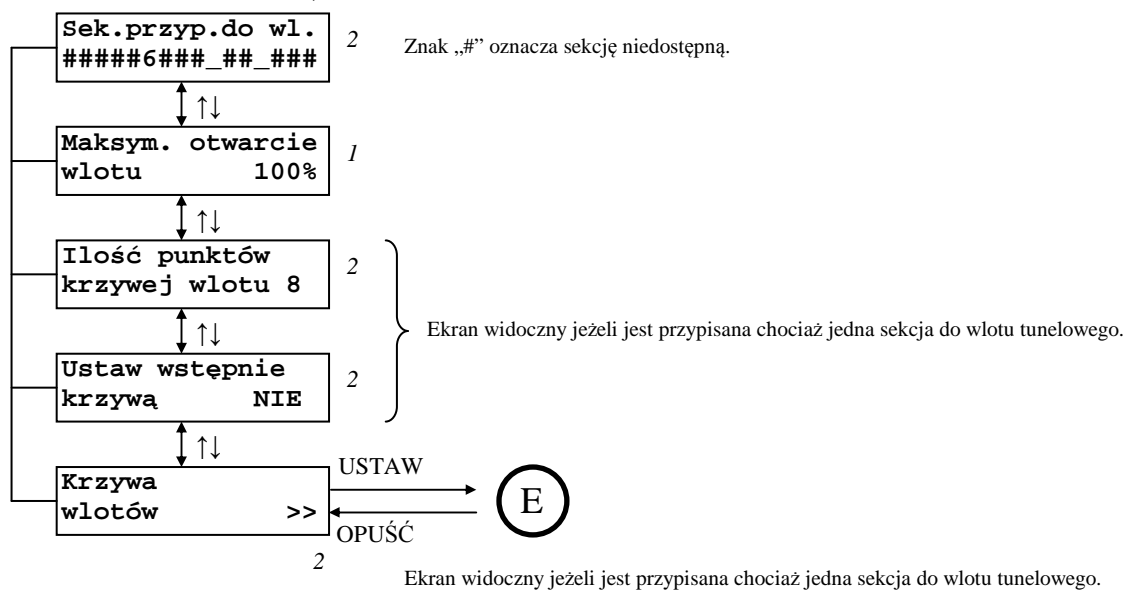 Sek.przyp.do wl.
#####6###_##_###
2
Znak „#” oznacza sekcję niedostępną.
↑↓
Maksym. otwarcie
wlotu 100%
1
↑↓
Ilość punktów
krzywej wlotu 8
2
Ekran widoczny jeżeli jest przypisana chociaż jedna sekcja do wlotu tunelowego.
↑↓
Ustaw wstępnie
krzywą NIE
2
↑↓
Krzywa
wlotów >>
USTAW
E
OPUŚĆ
2
Ekran widoczny jeżeli jest przypisana chociaż jedna sekcja do wlotu tunelowego.